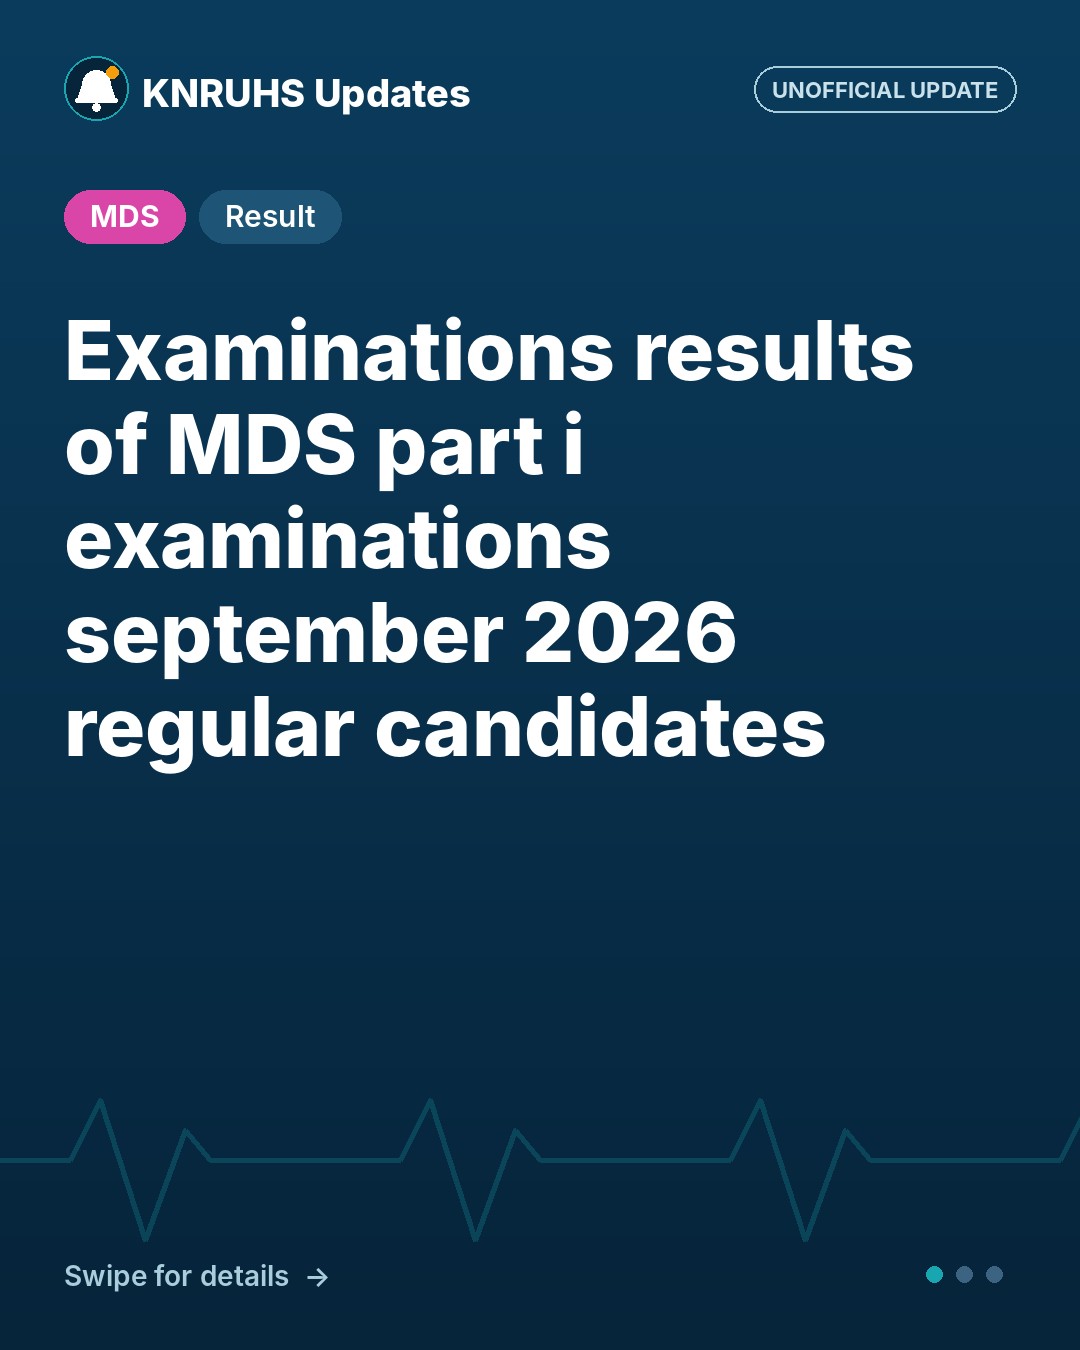 KNRUHS Updates
UNOFFICIAL UPDATE
MDS
Result
Examinations results
of MDS part i
examinations
september 2026
regular candidates
Swipe for details →